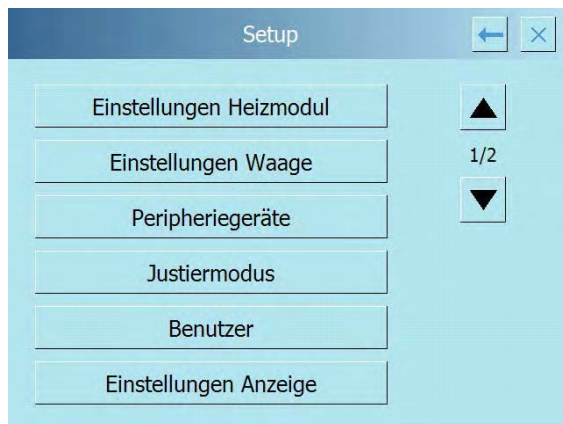 Setup
Einstellungen Heizmodul
Einstellungen Waage
1/2
Peripheriegeräte
Justiermodus
Benutzer
Einstellungen Anzeige